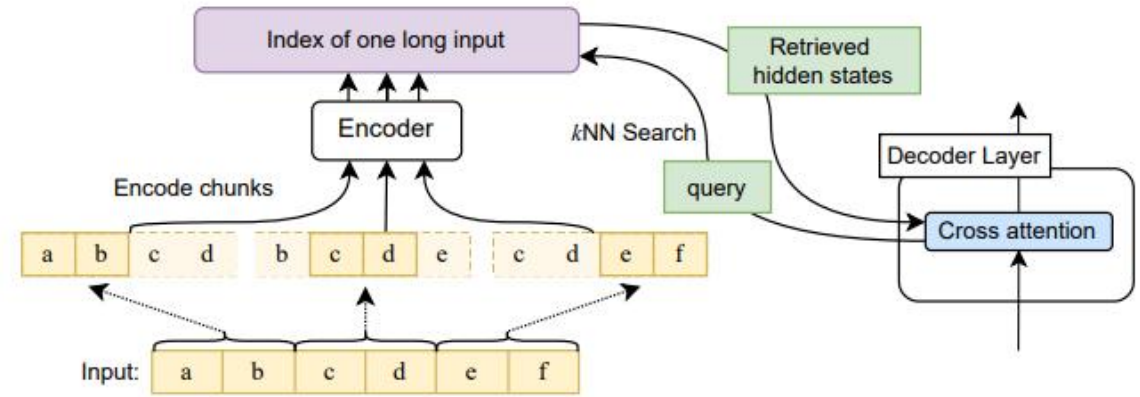 Index of one long input
Retrieved
hidden states
Encoder
kNN Search
Decoder Layer
Encode chunks
query
Cross attention
a b c d b c d e c d e f
Input: a b c d e f